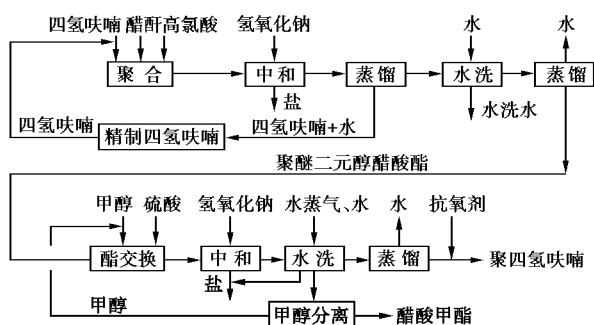 四氢呋喃 醋酐 高氯酸 氢氧化钠 水 水
聚合 中和 蒸馏 水洗 蒸馏
盐 水洗水
四氢呋喃 精制四氢呋喃 四氢呋喃+水
聚醚二元醇醋酸酯
甲醇 硫酸 氢氧化钠 水蒸气、水 水 抗氧剂
酯交换 中和 水洗 蒸馏 聚四氢呋喃
盐
甲醇 甲醇分离 醋酸甲酯